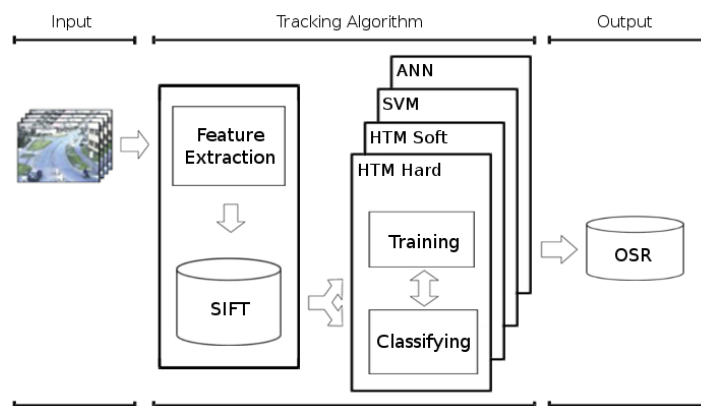 Input
Tracking Algorithm
Output
Feature
Extraction
SIFT
ANN
SVM
HTM Soft
HTM Hard
Training
Classifying
OSR